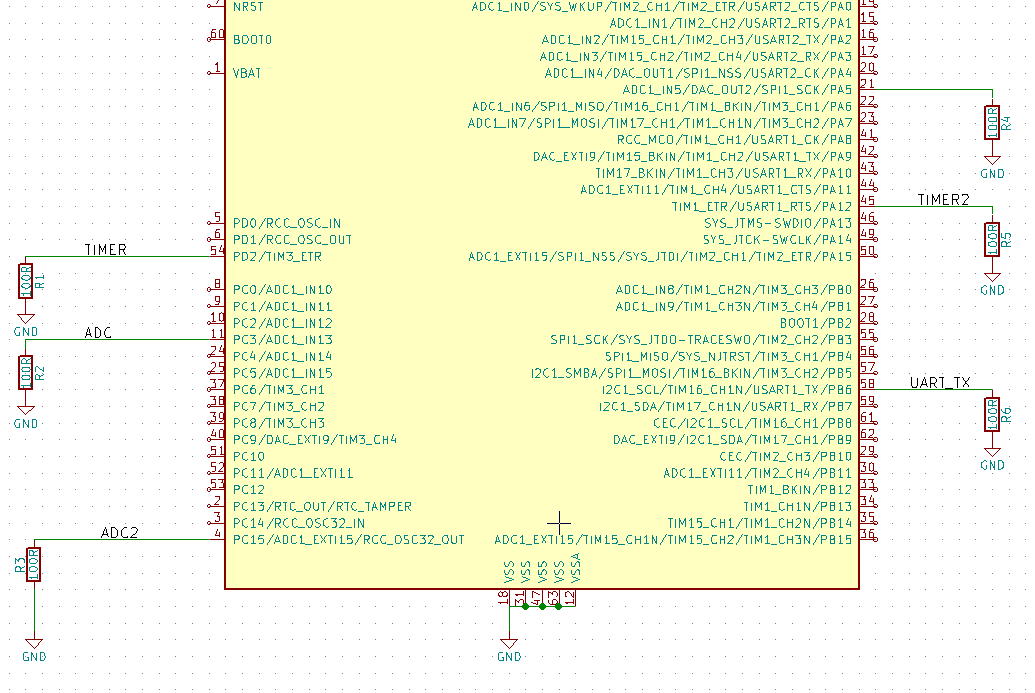 7 NRST ADC1_IN0/SYS_WKUP/TIM2_CH1/TIM2_ETR/USART2_CTS/PA0 14
ADC1_IN1/TIM2_CH2/USART2_RTS/PA1 15
60 BOOT0 ADC1_IN2/TIM15_CH1/TIM2_CH3/USART2_TX/PA2 16
ADC1_IN3/TIM15_CH2/TIM2_CH4/USART2_RX/PA3 17
1 VBAT ADC1_IN4/DAC_OUT1/SPI1_NSS/USART2_CK/PA4 20
ADC1_IN5/DAC_OUT2/SPI1_SCK/PA5 21
ADC1_IN6/SPI1_MISO/TIM16_CH1/TIM1_BKIN/TIM3_CH1/PA6 22
ADC1_IN7/SPI1_MOSI/TIM17_CH1/TIM1_CH1N/TIM3_CH2/PA7 23
100R R4
RCC_MCO/TIM1_CH1/USART1_CK/PA8 41
DAC_EXTI9/TIM15_BKIN/TIM1_CH2/USART1_TX/PA9 42
TIM17_BKIN/TIM1_CH3/USART1_RX/PA10 43
GND
ADC1_EXTI11/TIM1_CH4/USART1_CTS/PA11 44
TIM1_ETR/USART1_RTS/PA12 45 TIMER2
5 PD0/RCC_OSC_IN SYS_JTMS-SWDIO/PA13 46
6 PD1/RCC_OSC_OUT SYS_JTCK-SWCLK/PA14 49
100R R5
TIMER 54 PD2/TIM3_ETR ADC1_EXTI15/SPI1_NSS/SYS_JTDI/TIM2_CH1/TIM2_ETR/PA15 50
100R R1
8 PC0/ADC1_IN10 ADC1_IN8/TIM1_CH2N/TIM3_CH3/PB0 26
GND
9 PC1/ADC1_IN11 ADC1_IN9/TIM1_CH3N/TIM3_CH4/PB1 27
10 PC2/ADC1_IN12 BOOT1/PB2 28
GND
ADC 11 PC3/ADC1_IN13 SPI1_SCK/SYS_JTDO-TRACESWO/TIM2_CH2/PB3 55
24 PC4/ADC1_IN14 SPI1_MISO/SYS_NJTRST/TIM3_CH1/PB4 56
100R R2
25 PC5/ADC1_IN15 I2C1_SMBA/SPI1_MOSI/TIM16_BKIN/TIM3_CH2/PB5 57
37 PC6/TIM3_CH1 I2C1_SCL/TIM16_CH1N/USART1_TX/PB6 58 UART_TX
38 PC7/TIM3_CH2 I2C1_SDA/TIM17_CH1N/USART1_RX/PB7 59
100R R6
GND
39 PC8/TIM3_CH3 CEC/I2C1_SCL/TIM16_CH1/PB8 61
40 PC9/DAC_EXTI9/TIM3_CH4 DAC_EXTI9/I2C1_SDA/TIM17_CH1/PB9 62
51 PC10 CEC/TIM2_CH3/PB10 29
GND
52 PC11/ADC1_EXTI11 ADC1_EXTI11/TIM2_CH4/PB11 30
53 PC12 TIM1_BKIN/PB12 33
2 PC13/RTC_OUT/RTC_TAMPER TIM1_CH1N/PB13 34
3 PC14/RCC_OSC32_IN TIM15_CH1/TIM1_CH2N/PB14 35
ADC2 4 PC15/ADC1_EXTI15/RCC_OSC32_OUT ADC1_EXTI15/TIM15_CH1N/TIM15_CH2/TIM1_CH3N/PB15 36
R3 100R
VSS VSS VSS VSS VSSA
18 31 47 63 12
GND GND